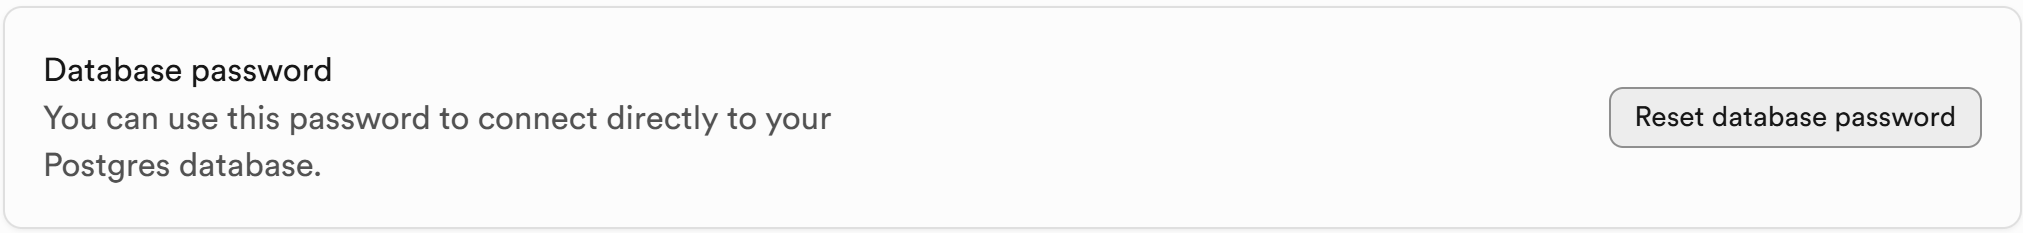 Database password
You can use this password to connect directly to your
Postgres database.
Reset database password